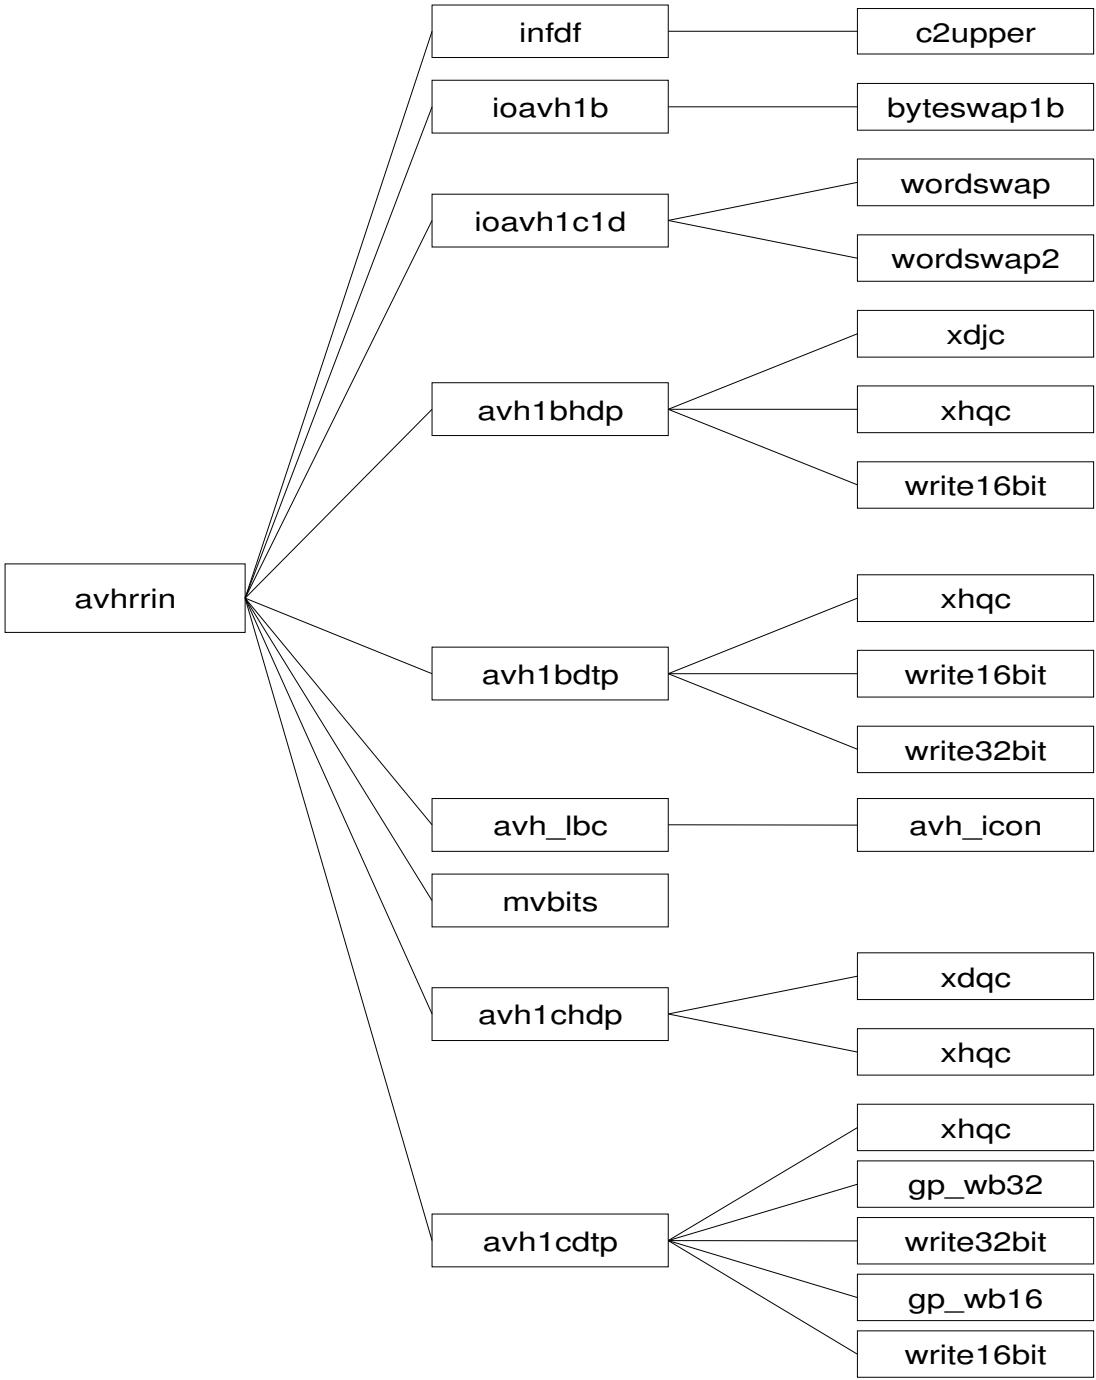 infdf
c2upper
ioavh1b
byteswap1b
wordswap
ioavh1c1d
wordswap2
xdjc
avh1bhdp
xhqc
write16bit
avhrrin
xhqc
avh1bdtp
write16bit
write32bit
avh_lbc
avh_icon
mvbits
xdqc
avh1chdp
xhqc
xhqc
gp_wb32
avh1cdtp
write32bit
gp_wb16
write16bit